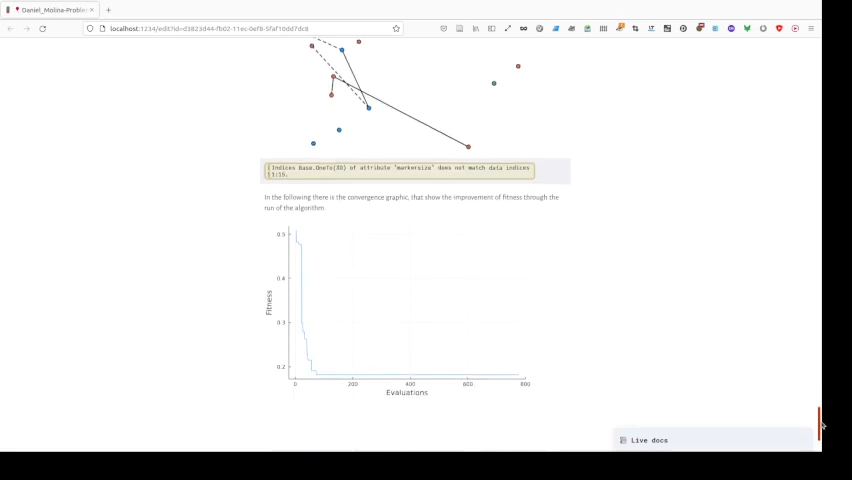 Daniel_Molina-Proble
localhost:1234/edit?id=d3823d44-fb02-11ec-0ef8-5faf10dd7dc8
Indices Base.OneTo(30) of attribute `markersize` does not match data indices
1:15.
In the following there is the convergence graphic, that show the improvement of fitness through the
run of the algorithm.
0.5
0.4
0.3
0.2
Fitness
0 200 400 600 800
Evaluations
Live docs